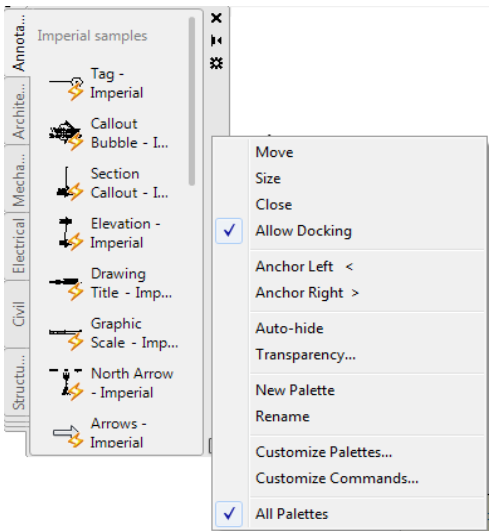 Annota...
Archite...
Mecha...
Electrical
Civil
Structu...
Imperial samples
Tag -
Imperial
Callout
Bubble - I...
Section
Callout - I...
Elevation -
Imperial
Drawing
Title - Imp...
Graphic
Scale - Imp...
North Arrow
- Imperial
Arrows -
Imperial
Move
Size
Close
Allow Docking
Anchor Left <
Anchor Right >
Auto-hide
Transparency...
New Palette
Rename
Customize Palettes...
Customize Commands...
All Palettes